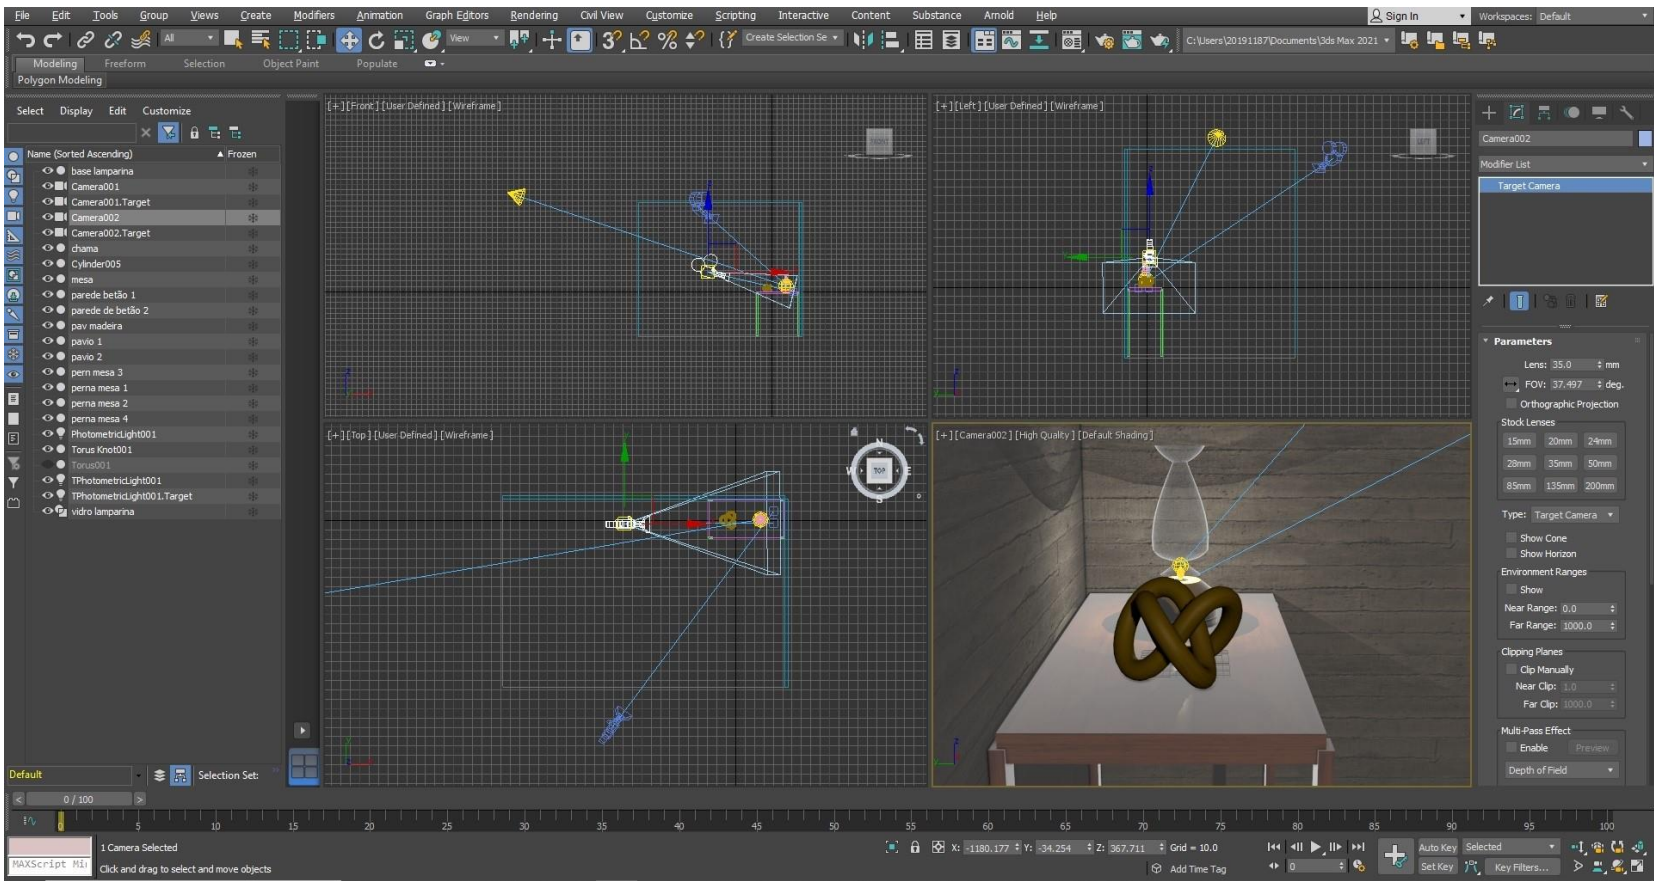 File Edit Tools Group Views Create Modifiers Animation Graph Editors Rendering Civil View Customize Scripting Interactive Content Substance Arnold Help Sign In Workspaces: Default
All View Create Selection Se C:\Users\20191187\Documents\3ds Max 2021
Modeling Freeform Selection Object Paint Populate
Polygon Modeling
Select Display Edit Customize
Name (Sorted Ascending) ▲ Frozen
base lamparina
Camera001
Camera001.Target
Camera002
Camera002.Target
chama
Cylinder005
mesa
parede betão 1
parede de betão 2
pav madeira
pavio 1
pavio 2
pern mesa 3
perna mesa 1
perna mesa 2
perna mesa 4
PhotometricLight001
Torus Knot001
Torus001
TPhotometricLight001
TPhotometricLight001.Target
vidro lamparina
Default Selection Set:
[+] [Front] [User Defined] [Wireframe]
FRONT
[+] [Left] [User Defined] [Wireframe]
LEFT
[+] [Top] [User Defined] [Wireframe]
N
W TOP E
S
[+] [Camera002] [High Quality] [Default Shading]
Camera002
Modifier List
Target Camera
Parameters
Lens: 35.0 mm
FOV: 37.497 deg.
Orthographic Projection
Stock Lenses
15mm 20mm 24mm
28mm 35mm 50mm
85mm 135mm 200mm
Type: Target Camera
Show Cone
Show Horizon
Environment Ranges
Show
Near Range: 0.0
Far Range: 1000.0
Clipping Planes
Clip Manually
Near Clip: 1.0
Far Clip: 1000.0
Multi-Pass Effect
Enable Preview
Depth of Field
< 0 / 100 >
0 5 10 15 20 25 30 35 40 45 50 55 60 65 70 75 80 85 90 95 100
1 Camera Selected X: -1180.177 Y: -34.254 Z: 367.711 Grid = 10.0 Auto Key Selected
MAXScript Mi Click and drag to select and move objects Add Time Tag 0 Set Key Key Filters...